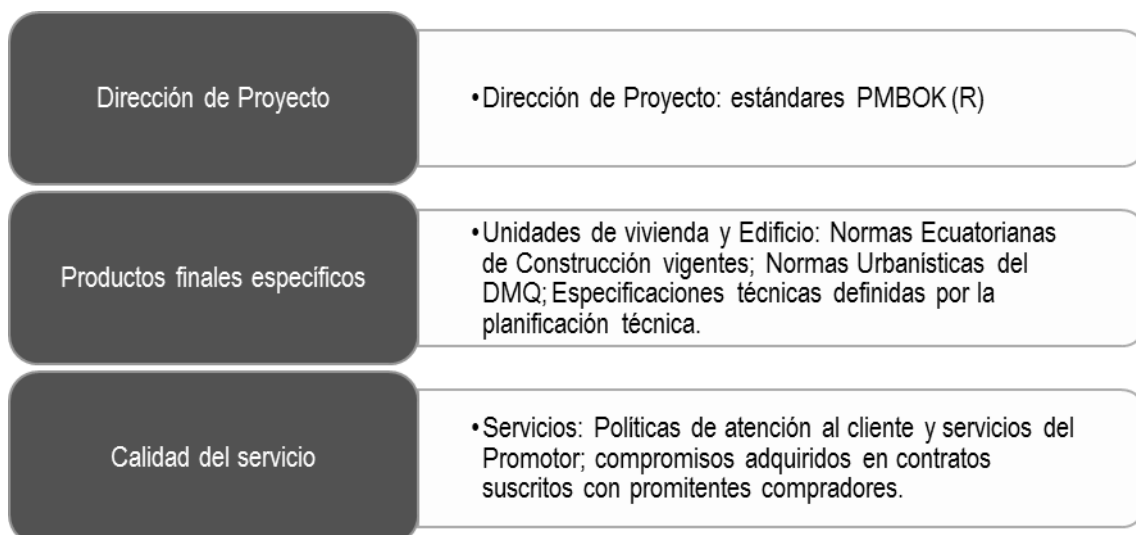 Dirección de Proyecto
•Dirección de Proyecto: estándares PMBOK (R)
Productos finales específicos
•Unidades de vivienda y Edificio: Normas Ecuatorianas
de Construcción vigentes; Normas Urbanísticas del
DMQ; Especificaciones técnicas definidas por la
planificación técnica.
Calidad del servicio
•Servicios: Políticas de atención al cliente y servicios del
Promotor; compromisos adquiridos en contratos
suscritos con promitentes compradores.